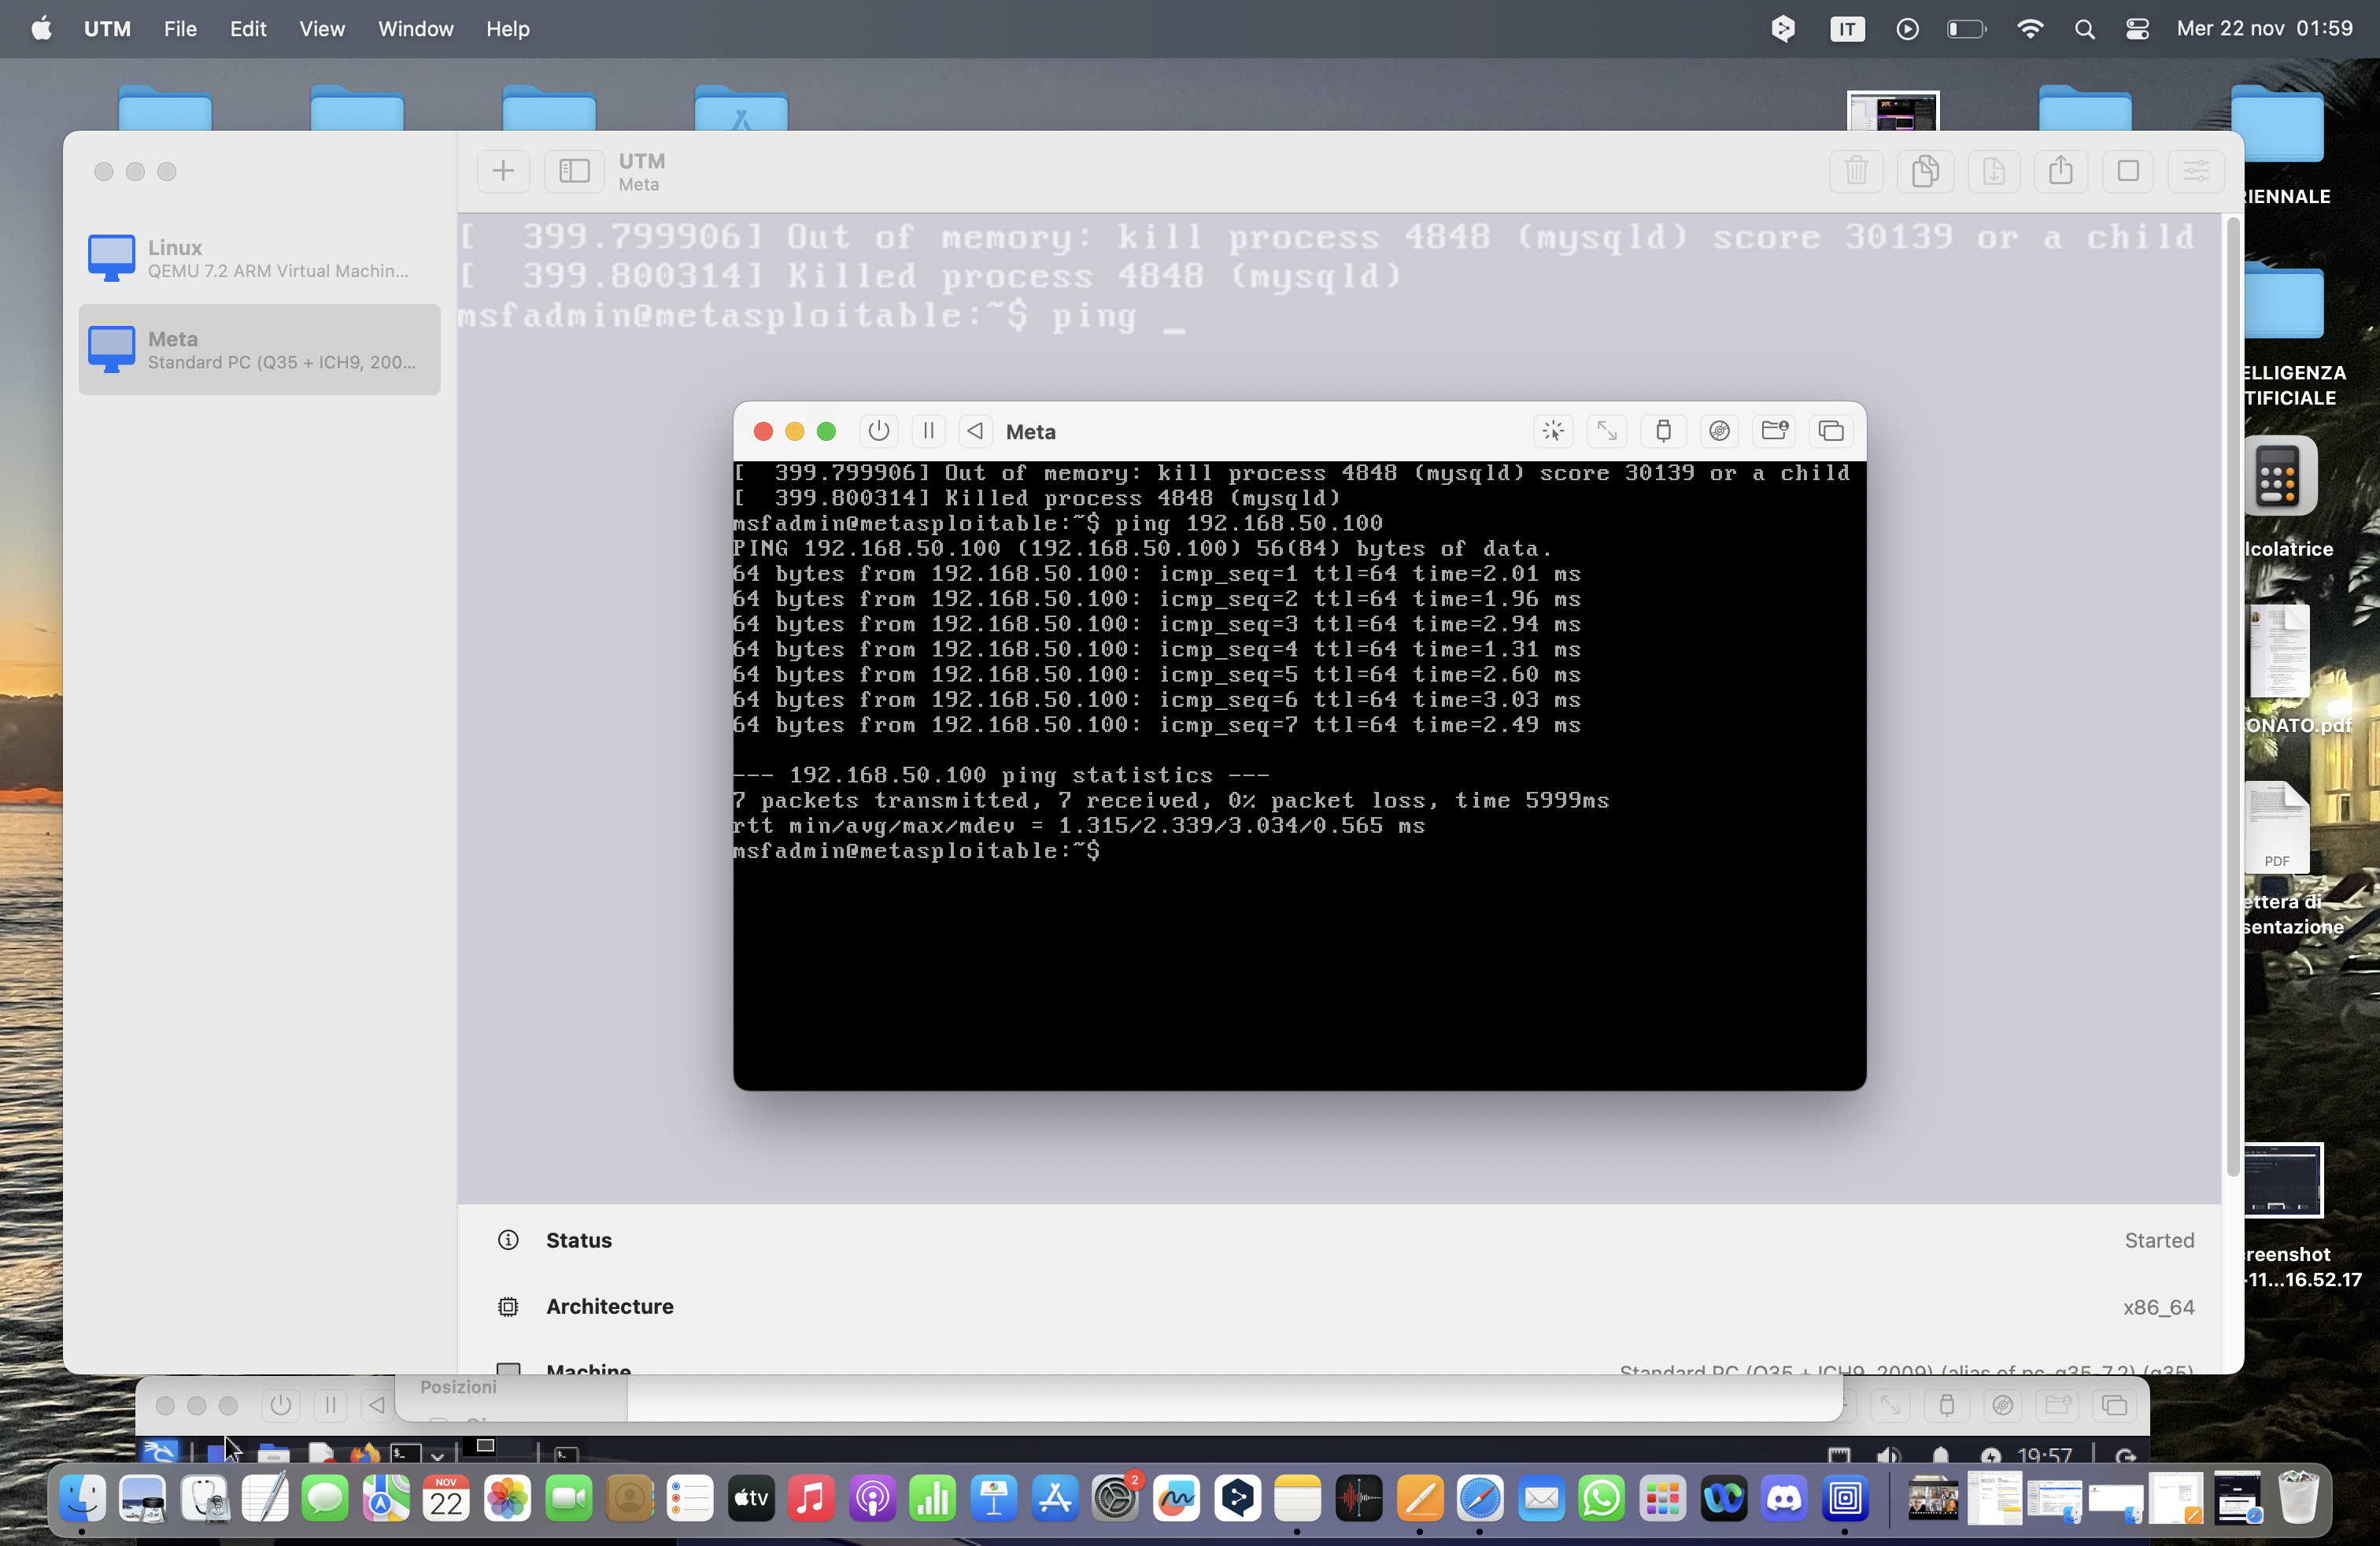 UTM File Edit View Window Help IT Mer 22 nov 01:59
UTM
Meta
Linux
QEMU 7.2 ARM Virtual Machin...
Meta
Standard PC (Q35 + ICH9, 200...
[  399.799906] Out of memory: kill process 4848 (mysqld) score 30139 or a child
[  399.800314] Killed process 4848 (mysqld)
msfadmin@metasploitable:~$ ping _
Meta
[  399.799906] Out of memory: kill process 4848 (mysqld) score 30139 or a child
[  399.800314] Killed process 4848 (mysqld)
msfadmin@metasploitable:~$ ping 192.168.50.100
PING 192.168.50.100 (192.168.50.100) 56(84) bytes of data.
64 bytes from 192.168.50.100: icmp_seq=1 ttl=64 time=2.01 ms
64 bytes from 192.168.50.100: icmp_seq=2 ttl=64 time=1.96 ms
64 bytes from 192.168.50.100: icmp_seq=3 ttl=64 time=2.94 ms
64 bytes from 192.168.50.100: icmp_seq=4 ttl=64 time=1.31 ms
64 bytes from 192.168.50.100: icmp_seq=5 ttl=64 time=2.60 ms
64 bytes from 192.168.50.100: icmp_seq=6 ttl=64 time=3.03 ms
64 bytes from 192.168.50.100: icmp_seq=7 ttl=64 time=2.49 ms
--- 192.168.50.100 ping statistics ---
7 packets transmitted, 7 received, 0% packet loss, time 5999ms
rtt min/avg/max/mdev = 1.315/2.339/3.034/0.565 ms
msfadmin@metasploitable:~$
Status Started
Architecture x86_64
Machine Standard PC (Q35 + ICH9, 2009) (alias of pc-q35-7.2) (q35)
Posizioni
19:57
IENNALE
ELLIGENZA
TIFICIALE
lcolatrice
ONATO.pdf
PDF
ettera di
sentazione
creenshot
-11...16.52.17
NOV
22
tv
2